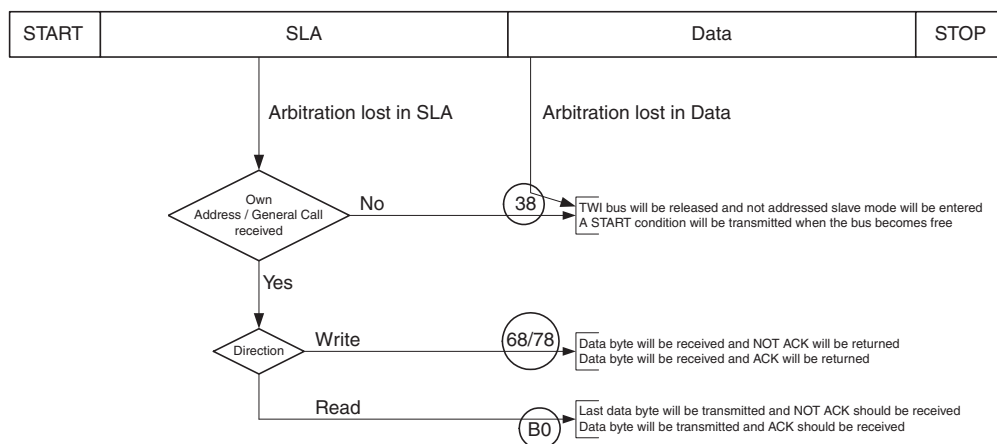 START SLA Data STOP
Arbitration lost in SLA Arbitration lost in Data
Own
Address / General Call
received
No
38
TWI bus will be released and not addressed slave mode will be entered
A START condition will be transmitted when the bus becomes free
Yes
Direction
Write
68/78
Data byte will be received and NOT ACK will be returned
Data byte will be received and ACK will be returned
Read
B0
Last data byte will be transmitted and NOT ACK should be received
Data byte will be transmitted and ACK should be received